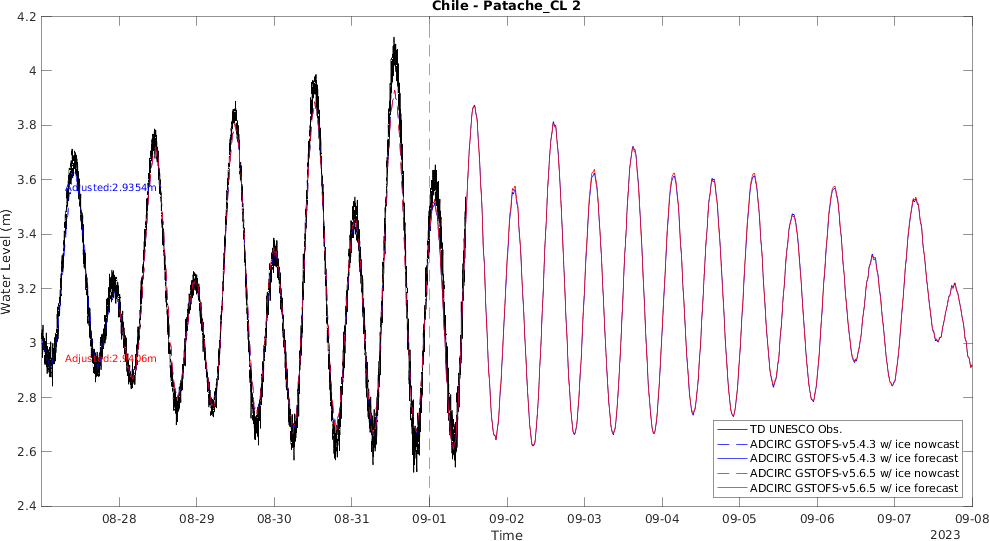 Chile - Patache_CL 2
4.2
4
3.8
3.6
3.4
3.2
3
2.8
2.6
2.4
Water Level (m)
Adjusted:2.9354m
Adjusted:2.9406m
TD UNESCO Obs.
ADCIRC GSTOFS-v5.4.3 w/ ice nowcast
ADCIRC GSTOFS-v5.4.3 w/ ice forecast
ADCIRC GSTOFS-v5.6.5 w/ ice nowcast
ADCIRC GSTOFS-v5.6.5 w/ ice forecast
08-28 08-29 08-30 08-31 09-01 09-02 09-03 09-04 09-05 09-06 09-07 09-08
Time
2023